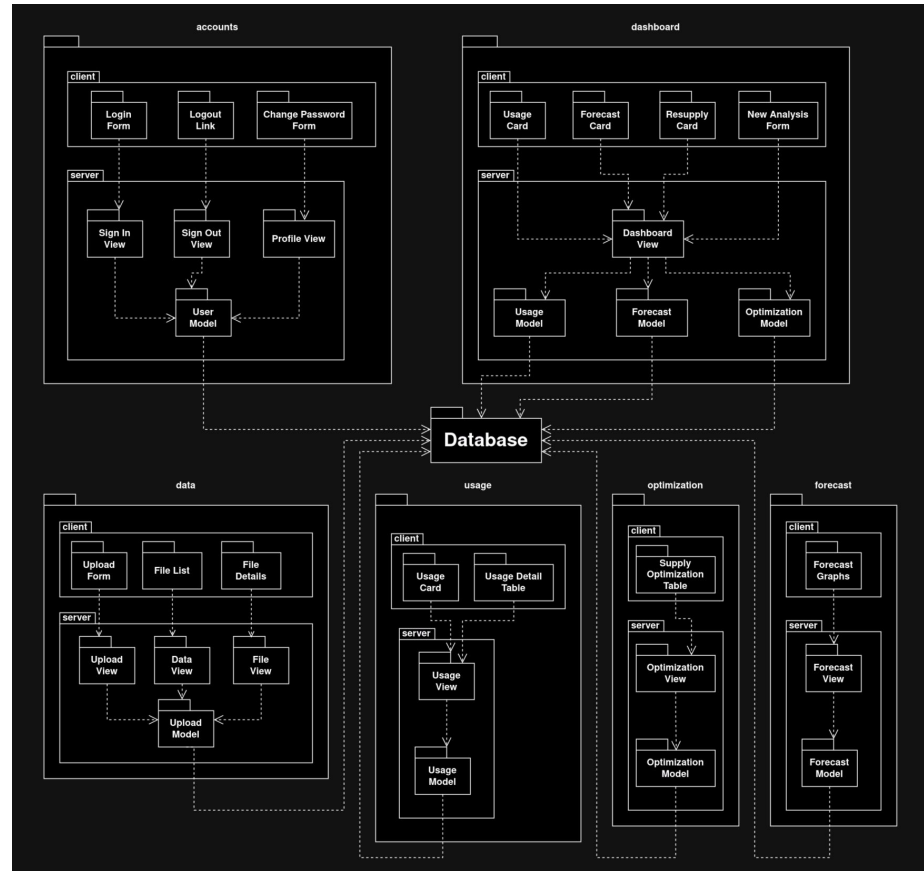 accounts
client
Login
Form
Logout
Link
Change Password
Form
server
Sign In
View
Sign Out
View
Profile View
User
Model
dashboard
client
Usage
Card
Forecast
Card
Resupply
Card
New Analysis
Form
server
Dashboard
View
Usage
Model
Forecast
Model
Optimization
Model
Database
data
client
Upload
Form
File List
File
Details
server
Upload
View
Data
View
File
View
Upload
Model
usage
client
Usage
Card
Usage Detail
Table
server
Usage
View
Usage
Model
optimization
client
Supply
Optimization
Table
server
Optimization
View
Optimization
Model
forecast
client
Forecast
Graphs
server
Forecast
View
Forecast
Model